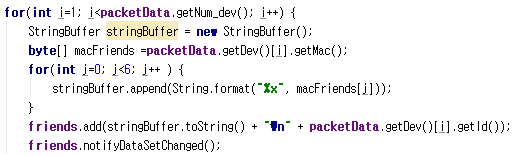 for(int i=1; i<packetData.getNum_dev(); i++) {
StringBuffer stringBuffer = new StringBuffer();
byte[] macFriends =packetData.getDev()[i].getMac();
for(int j=0; j<6; j++ ) {
stringBuffer.append(String.format("%x", macFriends[j]));
}
friends.add(stringBuffer.toString() + "₩n" + packetData.getDev()[i].getId());
friends.notifyDataSetChanged();